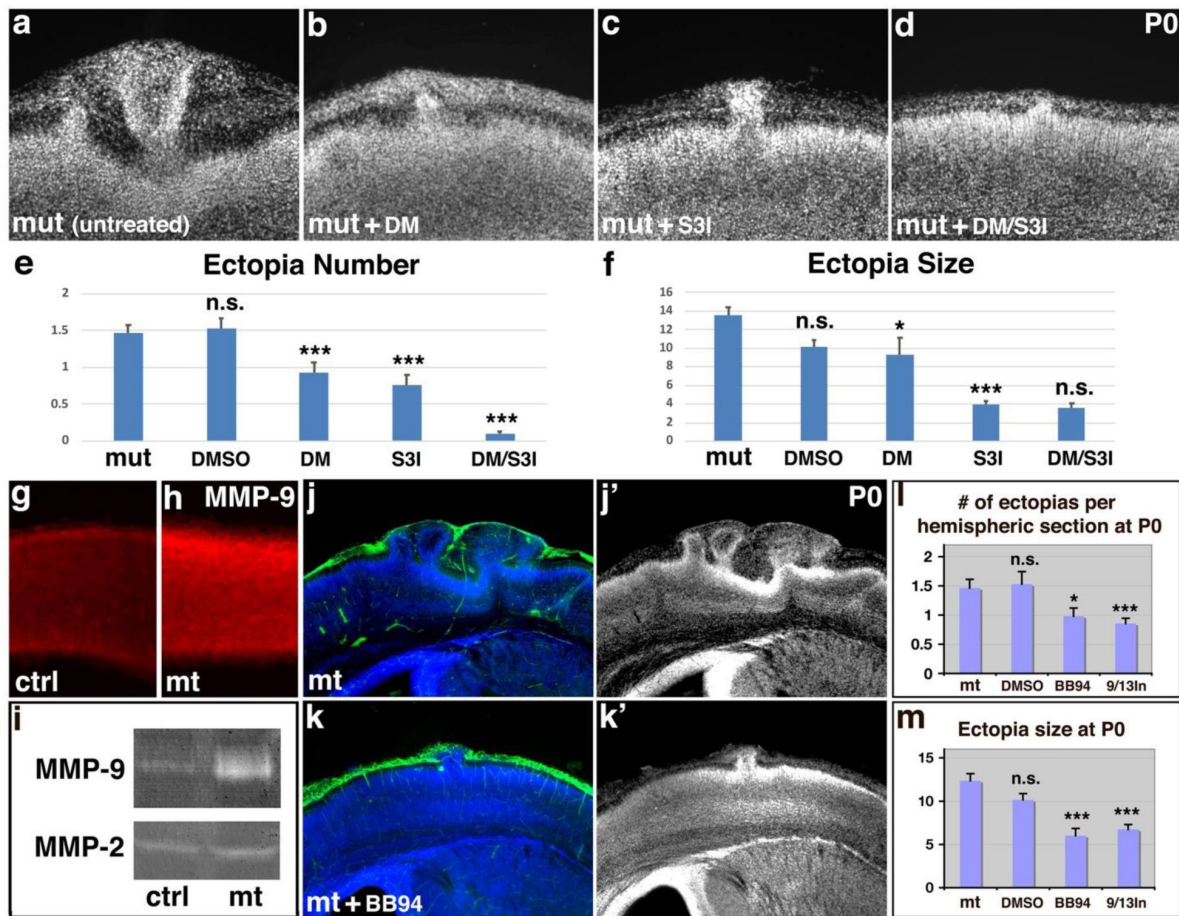 a
b
c
d P0
mut (untreated)
mut + DM
mut + S3I
mut + DM/S3I
e Ectopia Number
2
1.5
1
0.5
0
n.s.
***
***
***
mut DMSO DM S3I DM/S3I
f Ectopia Size
16
14
12
10
8
6
4
2
0
n.s.
*
***
n.s.
mut DMSO DM S3I DM/S3I
g
ctrl
h MMP-9
mt
i
MMP-9
MMP-2
ctrl mt
j
mt
j' P0
k
mt + BB94
k'
l
# of ectopias per
hemispheric section at P0
2
1.5
1
0.5
0
n.s.
*
***
mt DMSO BB94 9/13In
m
Ectopia size at P0
15
10
5
0
n.s.
***
***
mt DMSO BB94 9/13In